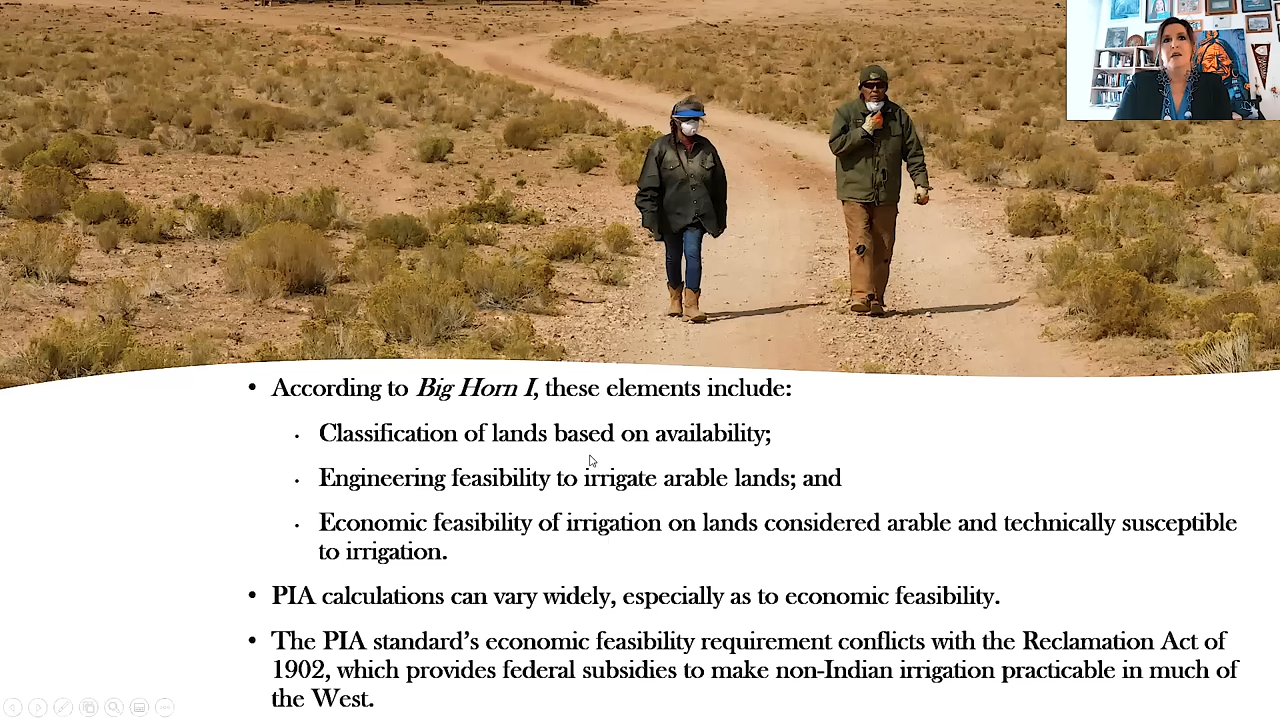 • According to Big Horn I, these elements include:
• Classification of lands based on availability;
• Engineering feasibility to irrigate arable lands; and
• Economic feasibility of irrigation on lands considered arable and technically susceptible
to irrigation.
• PIA calculations can vary widely, especially as to economic feasibility.
• The PIA standard's economic feasibility requirement conflicts with the Reclamation Act of
1902, which provides federal subsidies to make non-Indian irrigation practicable in much of
the West.